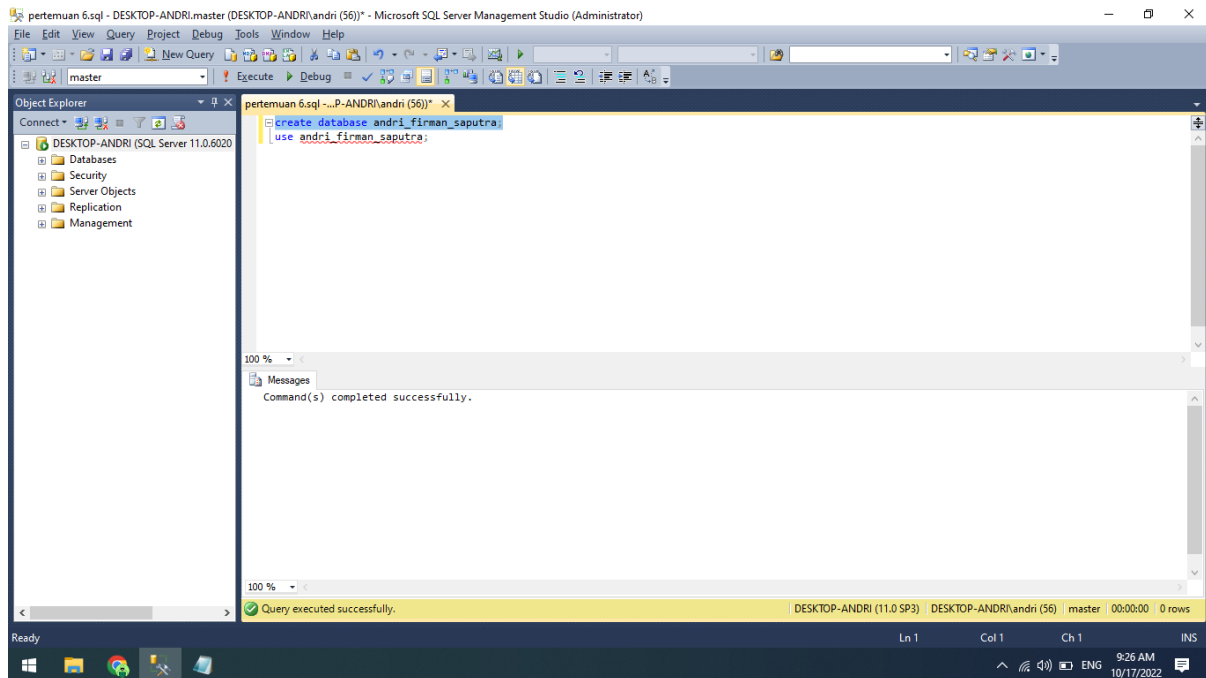 pertemuan 6.sql - DESKTOP-ANDRI.master (DESKTOP-ANDRI\andri (56))* - Microsoft SQL Server Management Studio (Administrator)
File Edit View Query Project Debug Tools Window Help
New Query
master Execute Debug
Object Explorer
pertemuan 6.sql -...P-ANDRI\andri (56))*
Connect
create database andri_firman_saputra;
use andri_firman_saputra;
DESKTOP-ANDRI (SQL Server 11.0.6020
Databases
Security
Server Objects
Replication
Management
100 %
Messages
Command(s) completed successfully.
100 %
Query executed successfully. DESKTOP-ANDRI (11.0 SP3) DESKTOP-ANDRI\andri (56) master 00:00:00 0 rows
Ready Ln 1 Col 1 Ch 1 INS
ENG 9:26 AM
10/17/2022